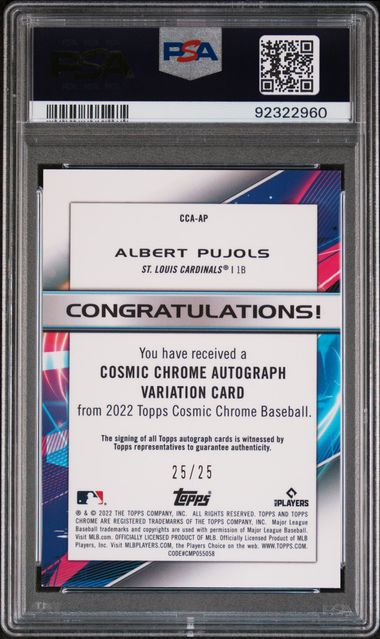 PSA
PSA
92322960
CCA-AP
ALBERT PUJOLS
ST. LOUIS CARDINALS® | 1B
CONGRATULATIONS!
You have received a
COSMIC CHROME AUTOGRAPH
VARIATION CARD
from 2022 Topps Cosmic Chrome Baseball.
The signing of all Topps autograph cards is witnessed by
Topps representatives to guarantee authenticity.
25/25
topps
PLAYERS
® & © 2022 THE TOPPS COMPANY, INC. ALL RIGHTS RESERVED. TOPPS AND TOPPS
CHROME ARE REGISTERED TRADEMARKS OF THE TOPPS COMPANY, INC. Major League
Baseball trademarks and copyrights are used with permission of Major League Baseball.
Visit MLB.com. OFFICIALLY LICENSED PRODUCT OF MLB. Officially Licensed Product of MLB
Players, Inc. Visit MLBPLAYERS.com, the Players Choice on the web. WWW.TOPPS.COM.
CODE#CMP055058